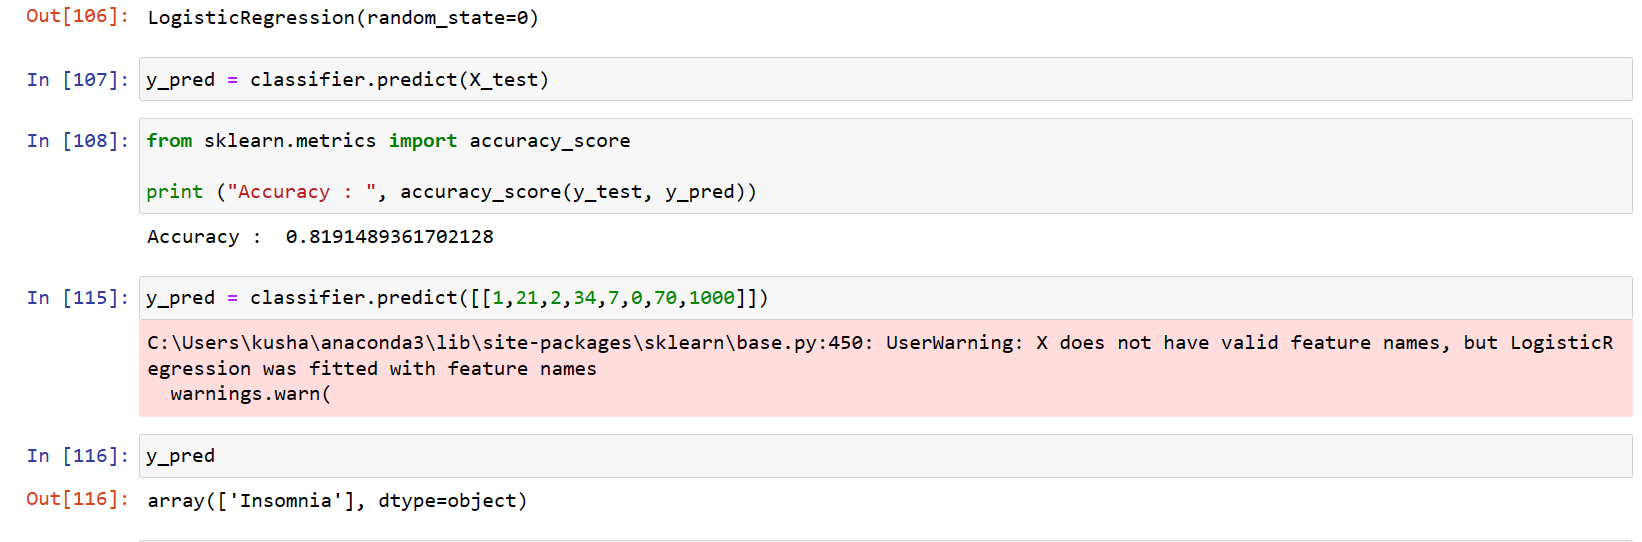 Out[106]: LogisticRegression(random_state=0)
In [107]: y_pred = classifier.predict(X_test)
In [108]: from sklearn.metrics import accuracy_score
print ("Accuracy : ", accuracy_score(y_test, y_pred))
Accuracy :  0.8191489361702128
In [115]: y_pred = classifier.predict([[1,21,2,34,7,0,70,1000]])
C:\Users\kusha\anaconda3\lib\site-packages\sklearn\base.py:450: UserWarning: X does not have valid feature names, but LogisticR
egression was fitted with feature names
  warnings.warn(
In [116]: y_pred
Out[116]: array(['Insomnia'], dtype=object)